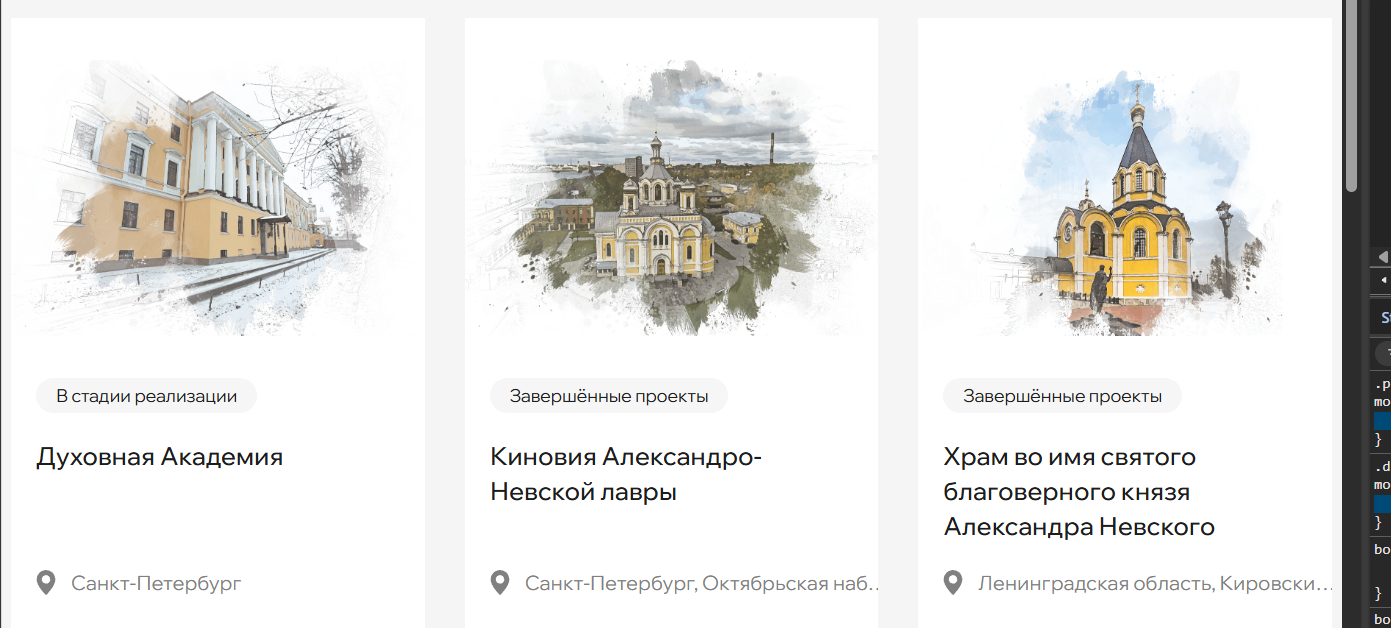 В стадии реализации
Духовная Академия
Санкт-Петербург
Завершённые проекты
Киновия Александро-
Невской лавры
Санкт-Петербург, Октябрьская наб...
Завершённые проекты
Храм во имя святого
благоверного князя
Александра Невского
Ленинградская область, Кировски...
.p
mo
}
.d
mo
}
bo
}
bo